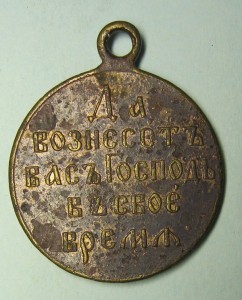 Да
вознесетъ
васъ Господь
въ свое
время